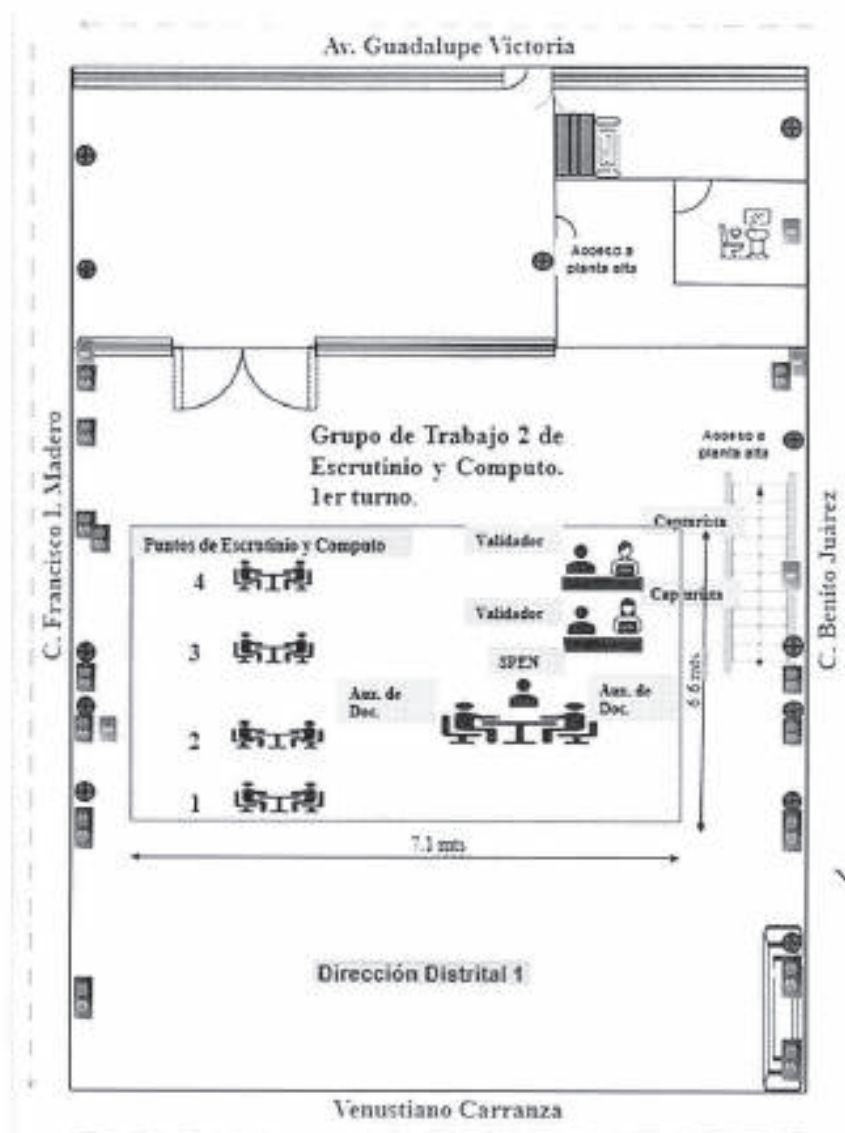 Av. Guadalupe Victoria
Acceso a
planta alta
C. Francisco I. Madero
Grupo de Trabajo 2 de
Escrutinio y Computo.
1er turno.
Acceso a
planta alta
C. Benito Juárez
Puntos de Escrutinio y Computo
Validador
Capturista
4
Validador
Capturista
3
SPEN
Aux. de
Doc.
Aux. de
Doc.
6.6 mts
2
1
7.1 mts
Dirección Distrital 1
Venustiano Carranza